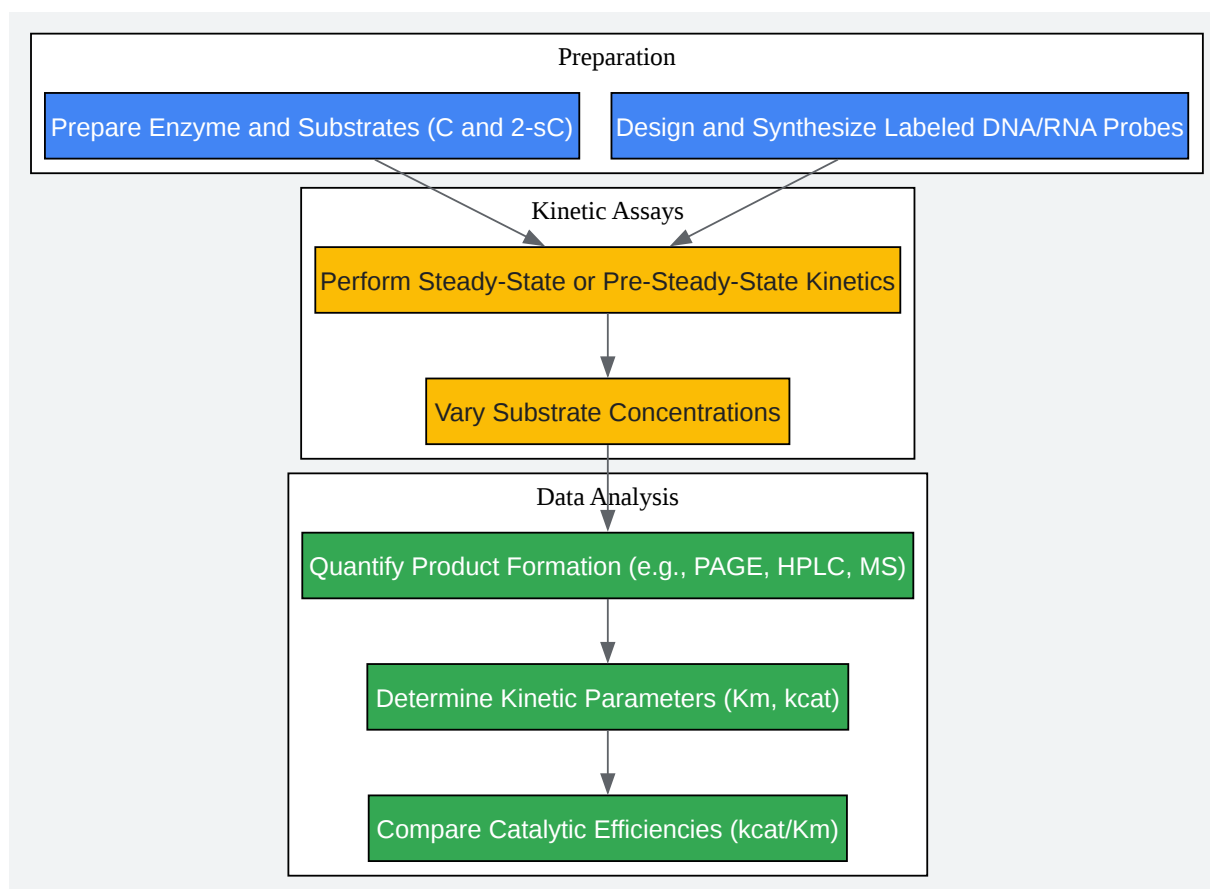 Preparation
Prepare Enzyme and Substrates (C and 2-sC)
Design and Synthesize Labeled DNA/RNA Probes
Kinetic Assays
Perform Steady-State or Pre-Steady-State Kinetics
Vary Substrate Concentrations
Data Analysis
Quantify Product Formation (e.g., PAGE, HPLC, MS)
Determine Kinetic Parameters (Km, kcat)
Compare Catalytic Efficiencies (kcat/Km)